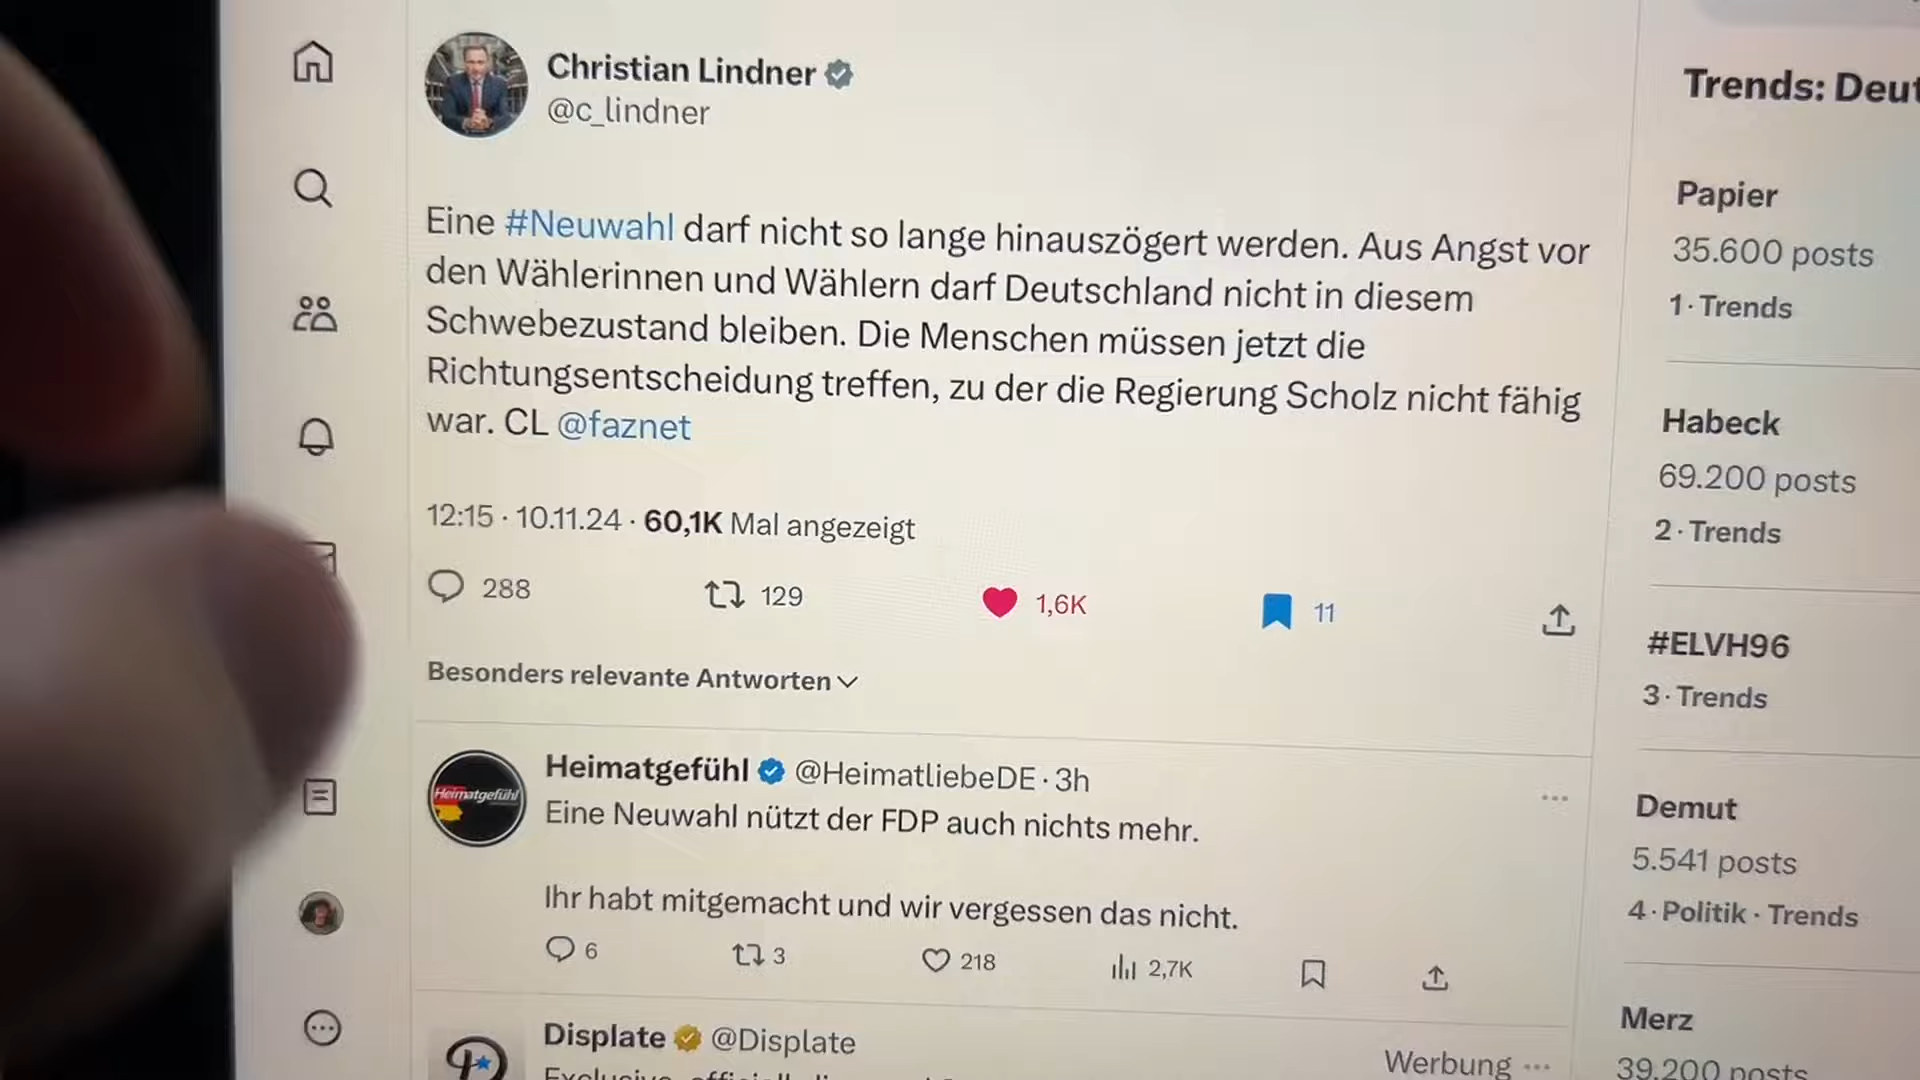 Christian Lindner
@c_lindner
Eine #Neuwahl darf nicht so lange hinauszögert werden. Aus Angst vor
den Wählerinnen und Wählern darf Deutschland nicht in diesem
Schwebezustand bleiben. Die Menschen müssen jetzt die
Richtungsentscheidung treffen, zu der die Regierung Scholz nicht fähig
war. CL @faznet
12:15 · 10.11.24 · 60,1K Mal angezeigt
288 129 1,6K 11
Besonders relevante Antworten
Heimatgefühl @HeimatliebeDE · 3h
Heimatgefühl
Eine Neuwahl nützt der FDP auch nichts mehr.
Ihr habt mitgemacht und wir vergessen das nicht.
6 3 218 2,7K
Displate @Displate
Werbung
Trends: Deut
Papier
35.600 posts
1 · Trends
Habeck
69.200 posts
2 · Trends
#ELVH96
3 · Trends
Demut
5.541 posts
4 · Politik · Trends
Merz
39.200 posts